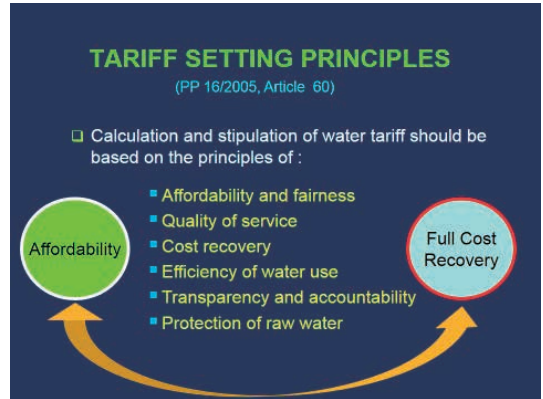 TARIFF SETTING PRINCIPLES
(PP 16/2005, Article 60)
Calculation and stipulation of water tariff should be
based on the principles of :
Affordability and fairness
Quality of service
Cost recovery
Efficiency of water use
Transparency and accountability
Protection of raw water
Affordability
Full Cost
Recovery